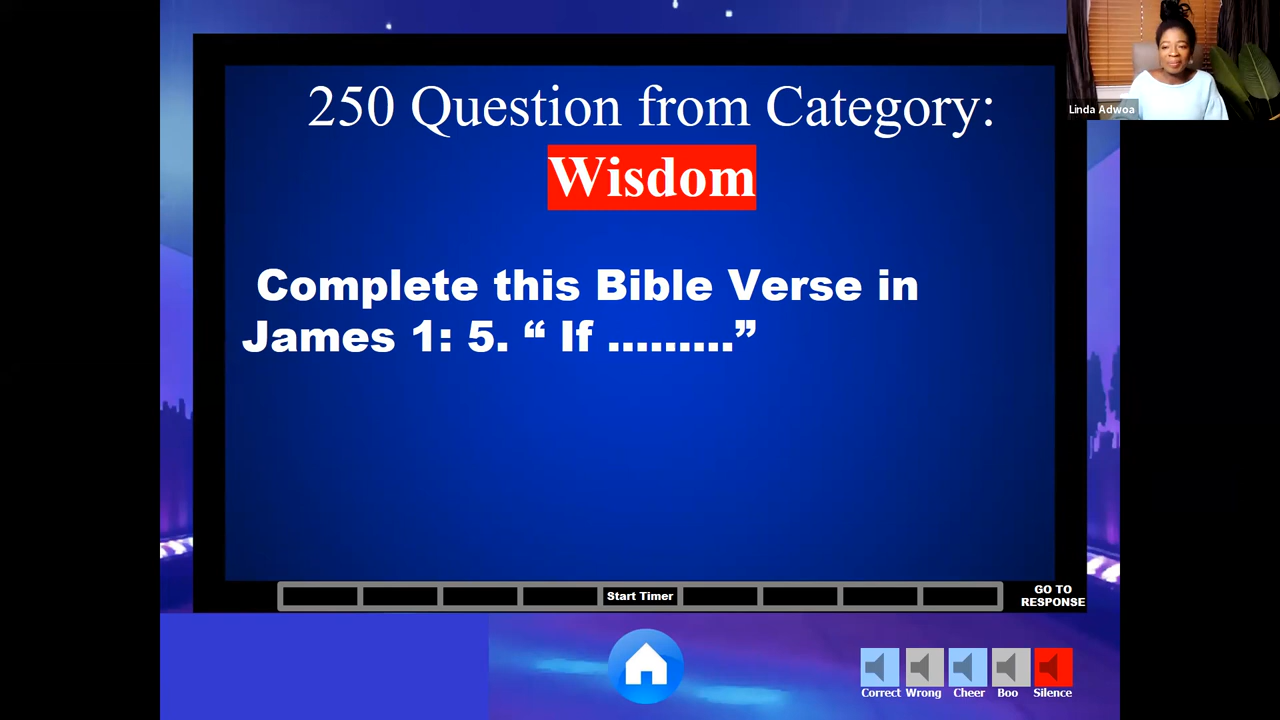 250 Question from Category:
Wisdom
Linda Adwoa
Complete this Bible Verse in
James 1: 5. “ If .........”
Start Timer
GO TO
RESPONSE
Correct Wrong Cheer Boo Silence